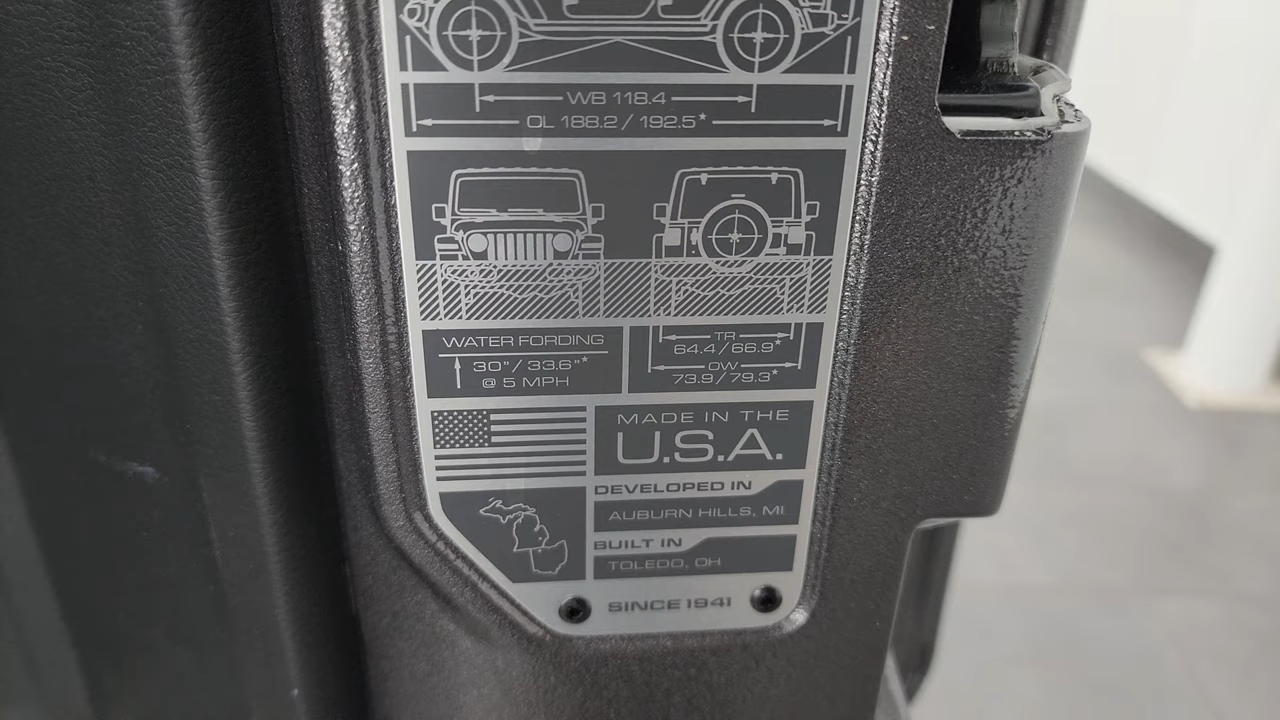 WB 118.4
OL 188.2 / 192.5*
WATER FORDING
30" / 33.6"*
@ 5 MPH
TR
64.4 / 66.9*
OW
73.9 / 79.3*
MADE IN THE
U.S.A.
DEVELOPED IN
AUBURN HILLS, MI
BUILT IN
TOLEDO, OH
SINCE 1941